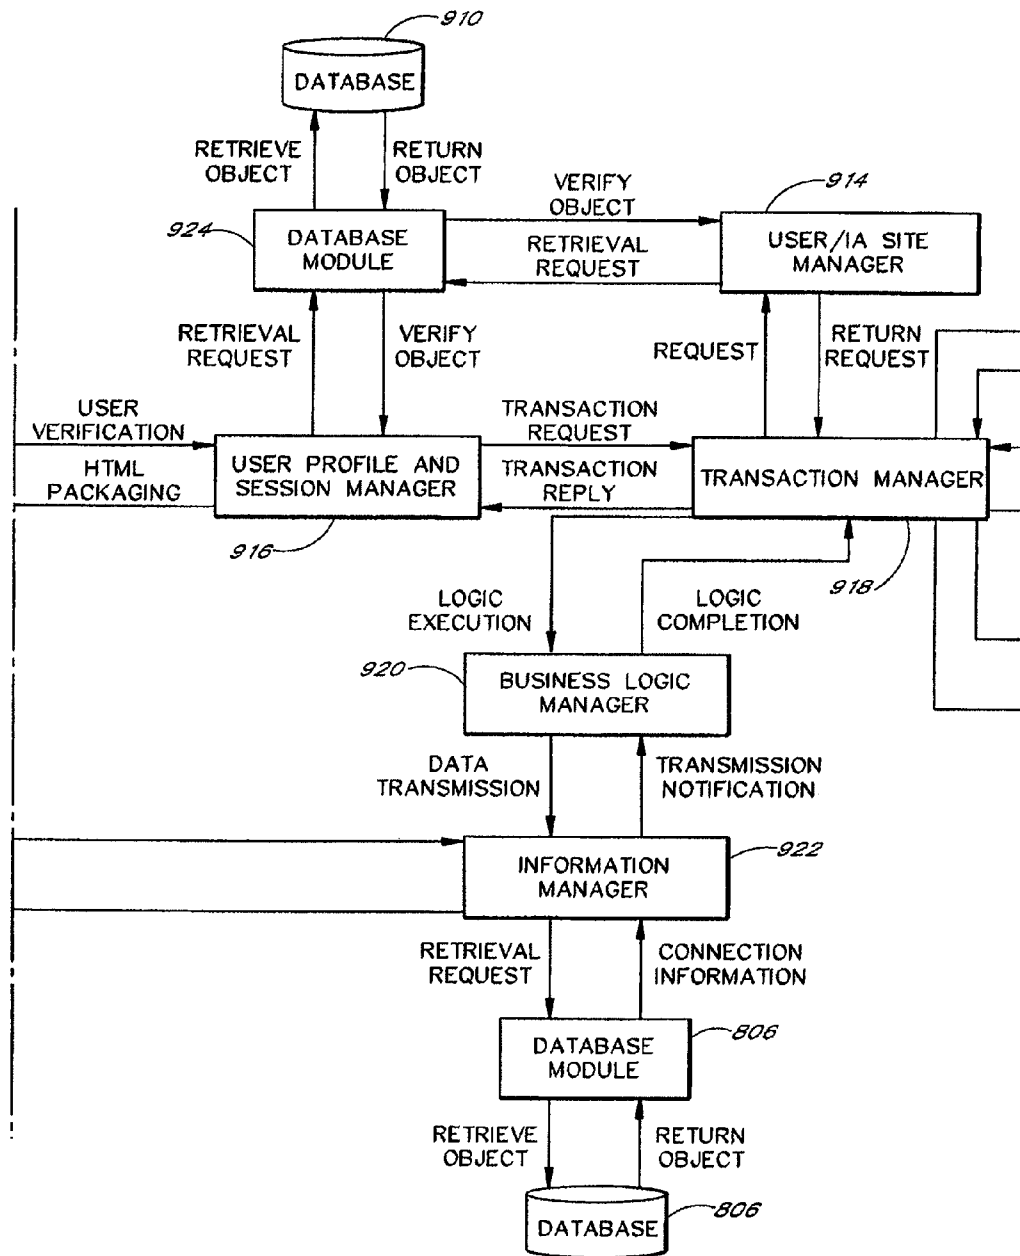 910
DATABASE
RETRIEVE
OBJECT
RETURN
OBJECT
924
DATABASE
MODULE
VERIFY
OBJECT
RETRIEVAL
REQUEST
914
USER/IA SITE
MANAGER
RETRIEVAL
REQUEST
VERIFY
OBJECT
REQUEST
RETURN
REQUEST
USER
VERIFICATION
HTML
PACKAGING
USER PROFILE AND
SESSION MANAGER
916
TRANSACTION
REQUEST
TRANSACTION
REPLY
TRANSACTION MANAGER
918
LOGIC
EXECUTION
LOGIC
COMPLETION
920
BUSINESS LOGIC
MANAGER
DATA
TRANSMISSION
TRANSMISSION
NOTIFICATION
INFORMATION
MANAGER
922
RETRIEVAL
REQUEST
CONNECTION
INFORMATION
DATABASE
MODULE
806
RETRIEVE
OBJECT
RETURN
OBJECT
DATABASE
806